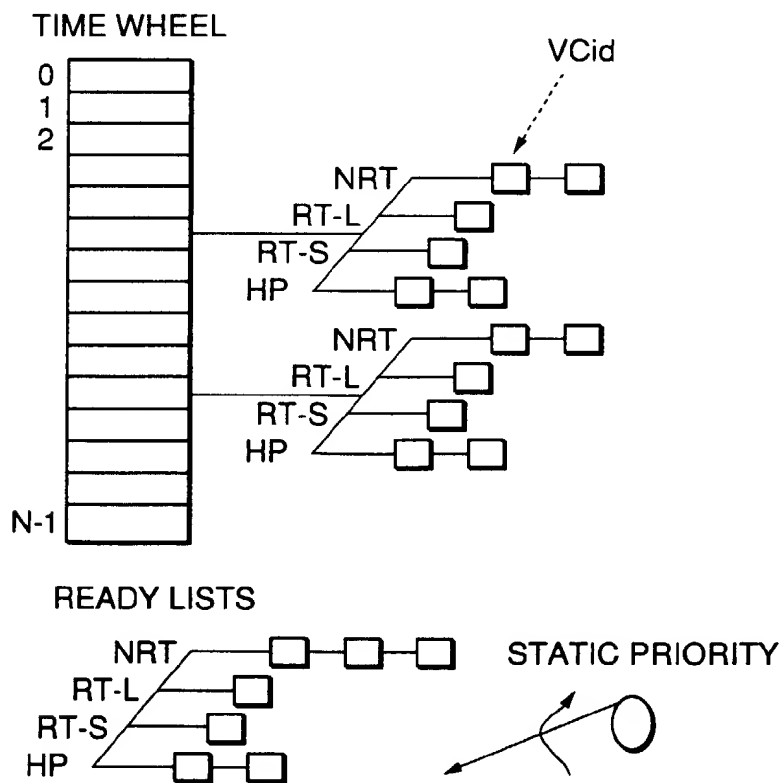 TIME WHEEL
VCid
0
1
2
NRT
RT-L
RT-S
HP
NRT
RT-L
RT-S
HP
N-1
READY LISTS
NRT
RT-L
RT-S
HP
STATIC PRIORITY